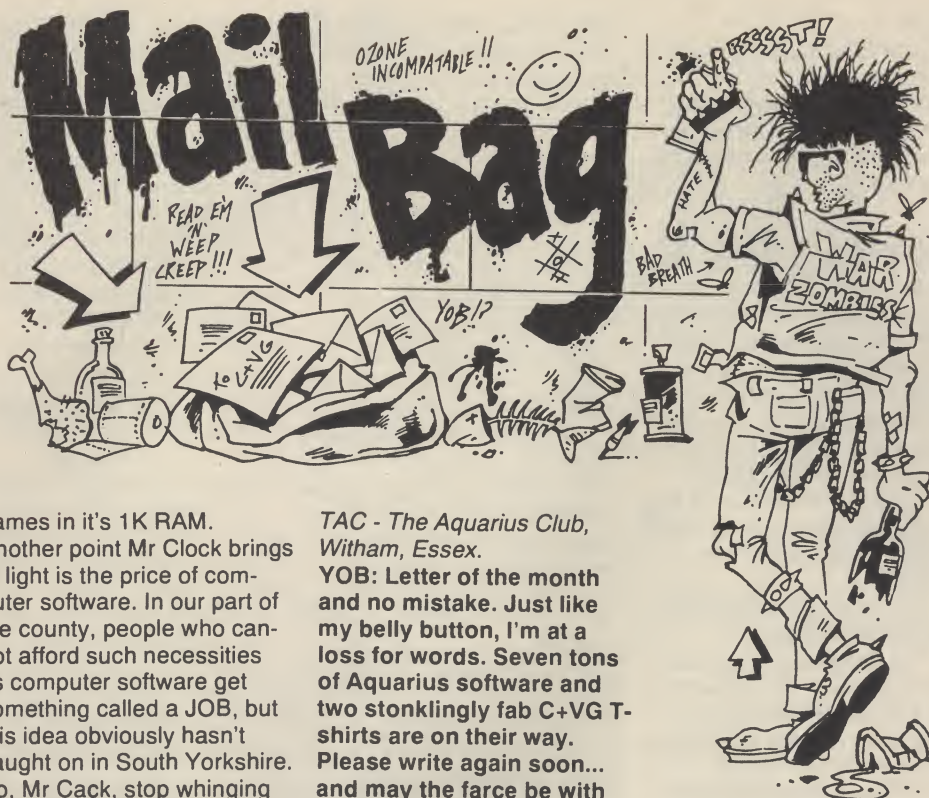 Mail
Bag
OZONE
INCOMPATABLE!!
PSSSSST!
HATE
READ EM
'N'
WEEP
CREEP!!!
YOB!?
BAD
BREATH
WAR
ZOMBIES
TO C+VG
ames in it's 1K RAM.
nother point Mr Clock brings
light is the price of com-
uter software. In our part of
e county, people who can-
ot afford such necessities
s computer software get
omething called a JOB, but
is idea obviously hasn't
aught on in South Yorkshire.
o, Mr Cack, stop whinging
TAC - The Aquarius Club,
Witham, Essex.
YOB: Letter of the month
and no mistake. Just like
my belly button, I'm at a
loss for words. Seven tons
of Aquarius software and
two stonklingly fab C+VG T-
shirts are on their way.
Please write again soon...
and may the farce be with